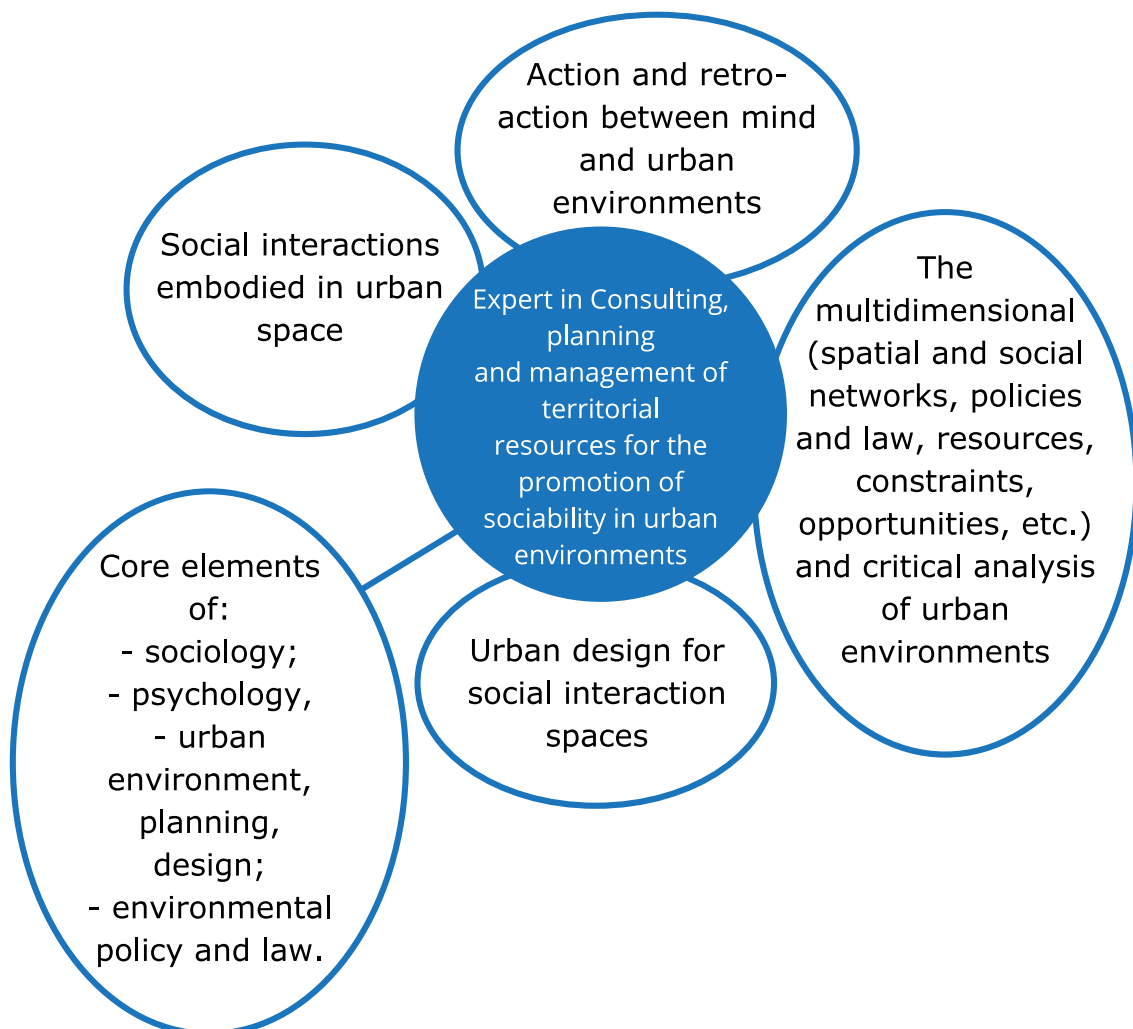 Action and retro-
action between mind
and urban
environments
Social interactions
embodied in urban
space
Expert in Consulting,
planning
and management of
territorial
resources for the
promotion of
sociability in urban
environments
The
multidimensional
(spatial and social
networks, policies
and law, resources,
constraints,
opportunities, etc.)
and critical analysis
of urban
environments
Core elements
of:
- sociology;
- psychology,
- urban
environment,
planning,
design;
- environmental
policy and law.
Urban design for
social interaction
spaces